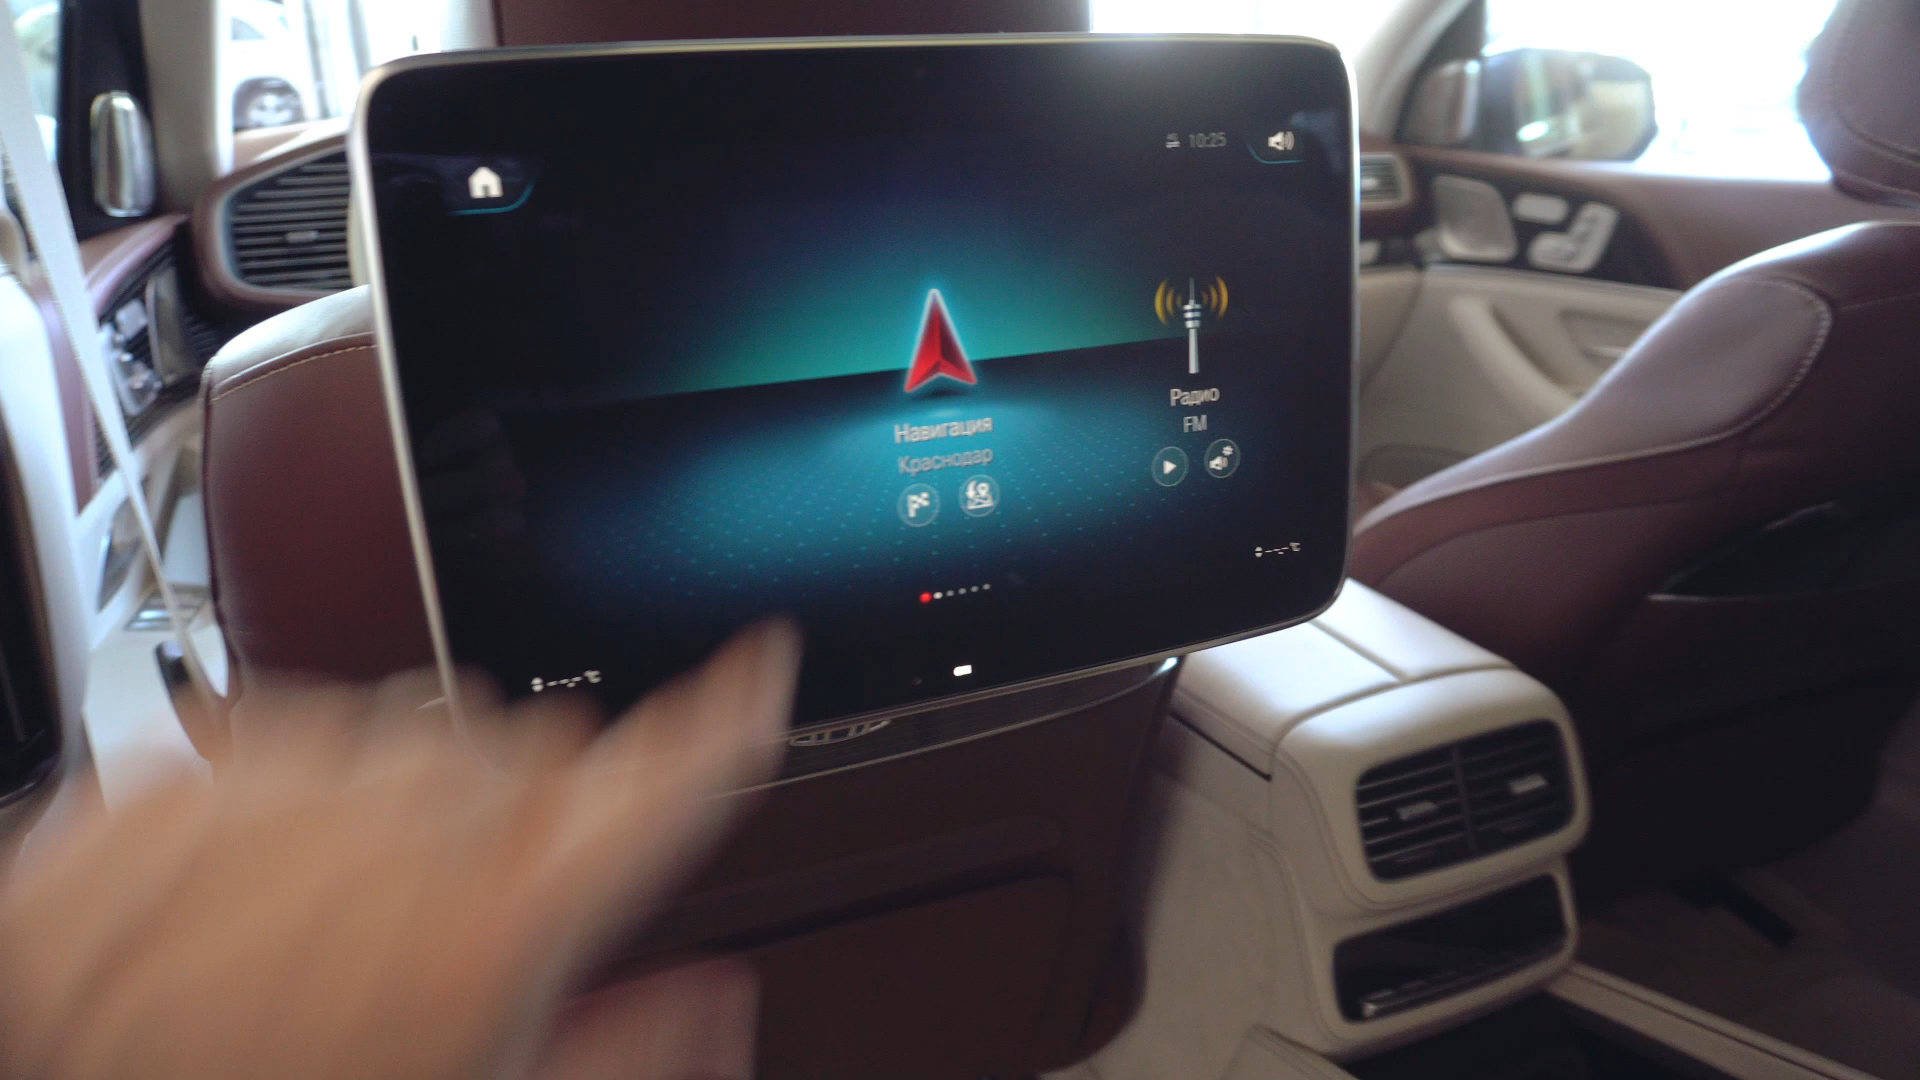 10:25
Навигация
Краснодар
Радио
FM
--,-°C
--,-°C